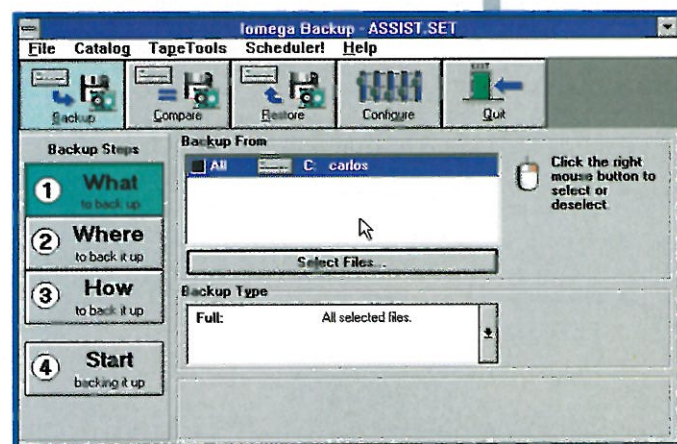 Iomega Backup - ASSIST.SET
File Catalog TapeTools Scheduler! Help
Backup Compare Restore Configure EXIT Quit
Backup Steps
1 What
to back up
2 Where
to back it up
3 How
to back it up
4 Start
backing it up
Backup From
All C: carlos
Select Files...
Click the right
mouse button to
select or
deselect.
Backup Type
Full: All selected files.